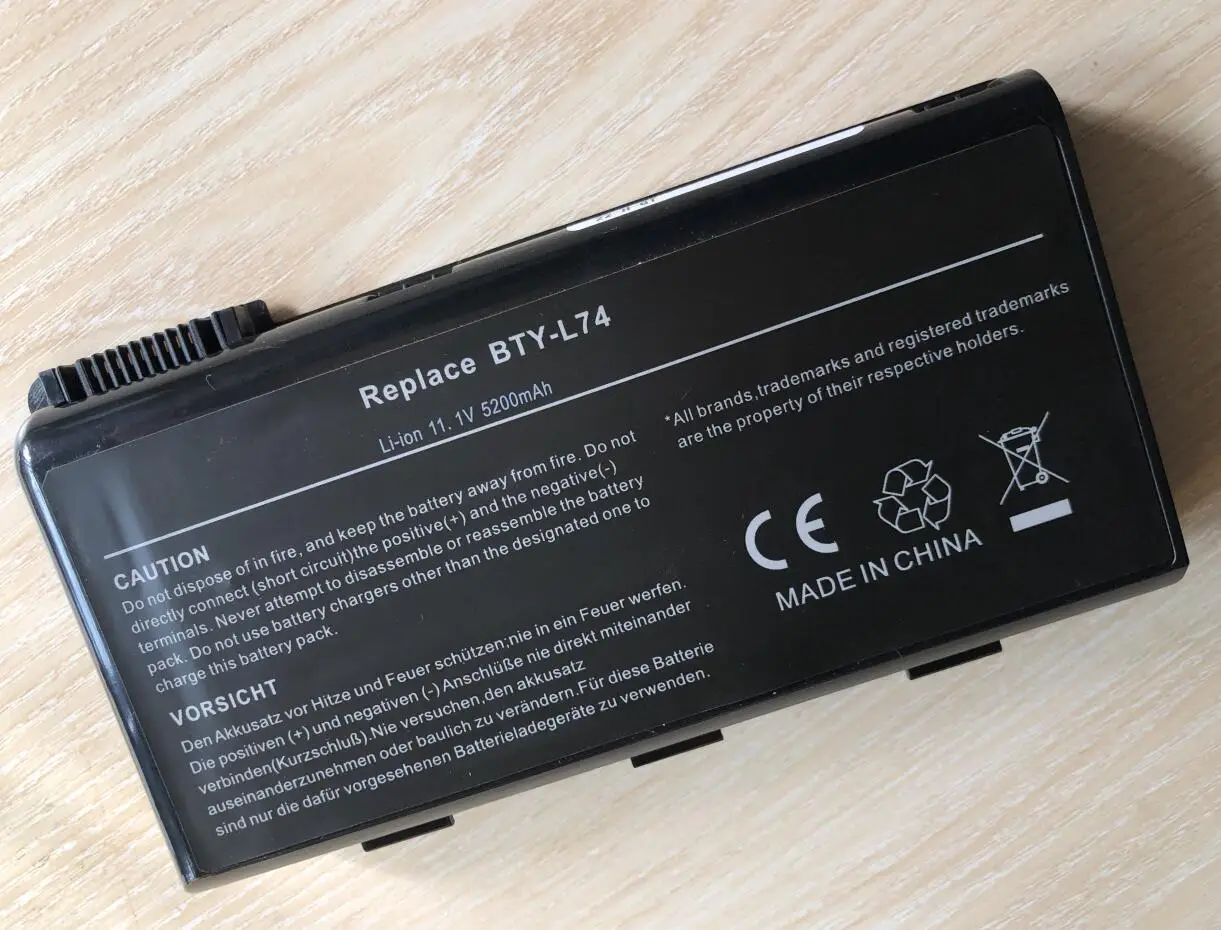 Replace BTY-L74
Li-ion 11.1V 5200mAh
CAUTION
Do not dispose of in fire, and keep the battery away from fire. Do not
directly connect (short circuit)the positive(+) and the negative(-)
terminals. Never attempt to disassemble or reassemble the battery
pack. Do not use battery chargers other than the designated one to
charge this battery pack.
VORSICHT
Den Akkusatz vor Hitze und Feuer schützen;nie in ein Feuer werfen.
Die positiven (+) und negativen (-) Anschlüße nie direkt miteinander
verbinden(Kurzschluß).Nie versuchen,den akkusatz
auseinanderzunehmen oder baulich zu verändern.Für diese Batterie
sind nur die dafür vorgesehenen Batterieladegeräte zu verwenden.
*All brands,trademarks and registered trademarks
are the property of their respective holders.
CE
MADE IN CHINA